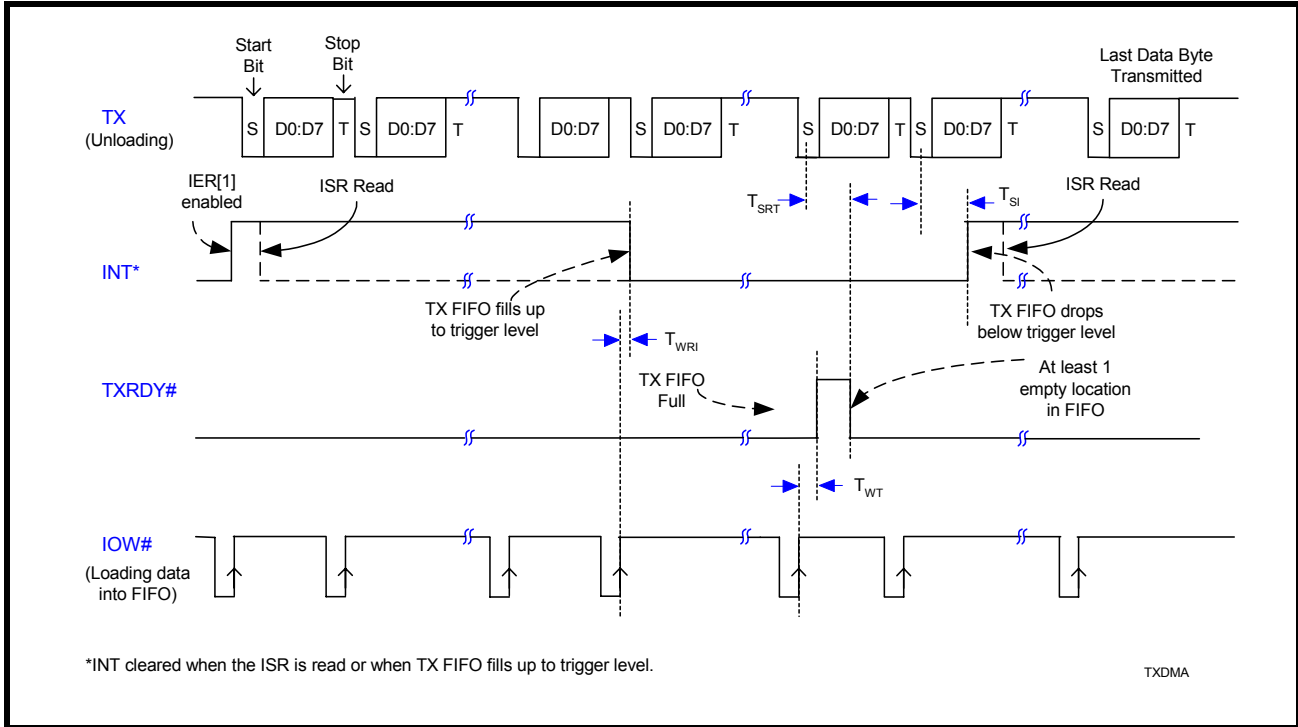 Start
Bit
Stop
Bit
Last Data Byte
Transmitted
TX
(Unloading)
S
D0:D7
T
S
D0:D7
T
D0:D7
S
D0:D7
T
S
D0:D7
T
S
D0:D7
T
S
D0:D7
T
IER[1]
enabled
ISR Read
TSRT
TSI
ISR Read
INT*
TX FIFO fills up
to trigger level
TX FIFO drops
below trigger level
TWRI
TXRDY#
TX FIFO
Full
At least 1
empty location
in FIFO
TWT
IOW#
(Loading data
into FIFO)
*INT cleared when the ISR is read or when TX FIFO fills up to trigger level.
TXDMA